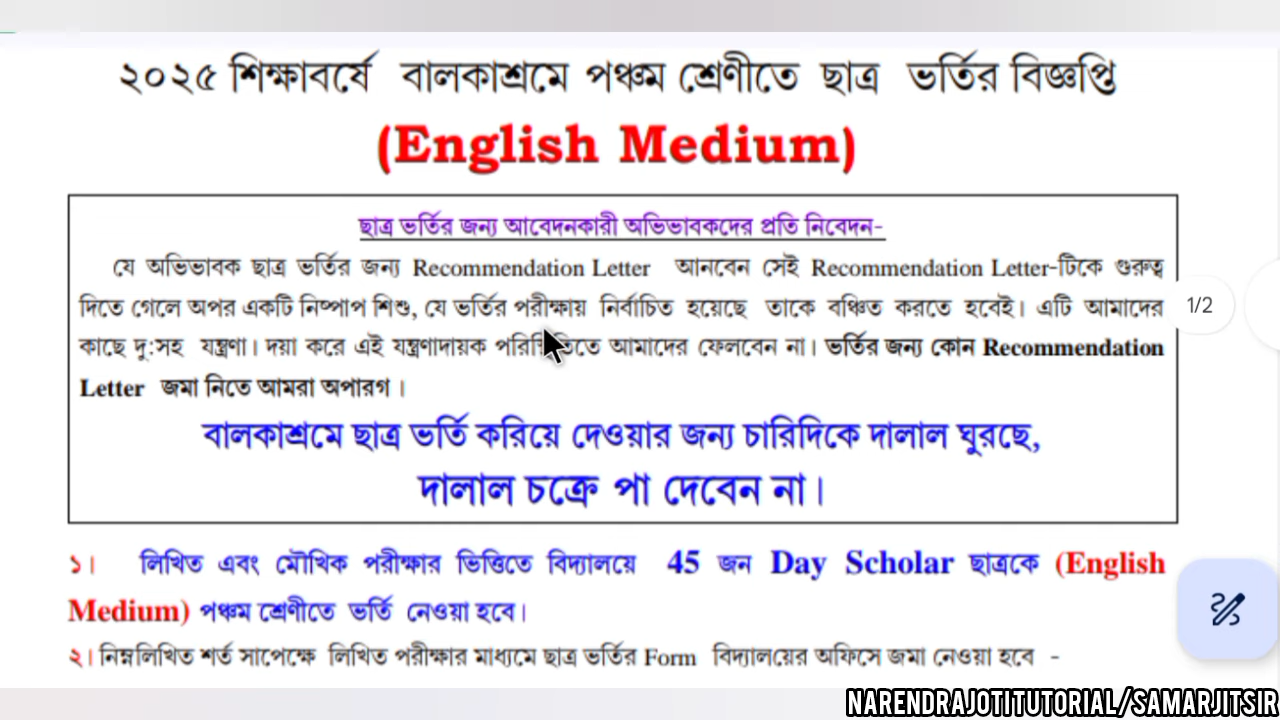 ২০২৫ শিক্ষাবর্ষে বালকাশ্রমে পঞ্চম শ্রেণীতে ছাত্র ভর্তির বিজ্ঞপ্তি
(English Medium)
ছাত্র ভর্তির জন্য আবেদনকারী অভিভাবকদের প্রতি নিবেদন-
যে অভিভাবক ছাত্র ভর্তির জন্য Recommendation Letter আনবেন সেই Recommendation Letter-টিকে গুরুত্ব
দিতে গেলে অপর একটি নিষ্পাপ শিশু, যে ভর্তির পরীক্ষায় নির্বাচিত হয়েছে তাকে বঞ্চিত করতে হবেই। এটি আমাদের
1/2
কাছে দু:সহ যন্ত্রণা। দয়া করে এই যন্ত্রণাদায়ক আমাদের ফেলবেন না। ভর্তির জন্য কোন Recommendation
Letter জমা নিতে আমরা অপারগ।
বালকাশ্রমে ছাত্র ভর্তি করিয়ে দেওয়ার জন্য চারিদিকে দালাল ঘুরছে,
দালাল চক্রে পা দেবেন না।
১। লিখিত এবং মৌখিক পরীক্ষার ভিত্তিতে বিদ্যালয়ে 45 জন Day Scholar ছাত্রকে (English
Medium) পঞ্চম শ্রেণীতে ভর্তি নেওয়া হবে।
২। নিম্নলিখিত শর্ত সাপেক্ষে লিখিত পরীক্ষার মাধ্যমে ছাত্র ভর্তির Form বিদ্যালয়ের অফিসে জমা নেওয়া হবে -
NARENDRAJOTITUTORIAL/SAMARJITSIR